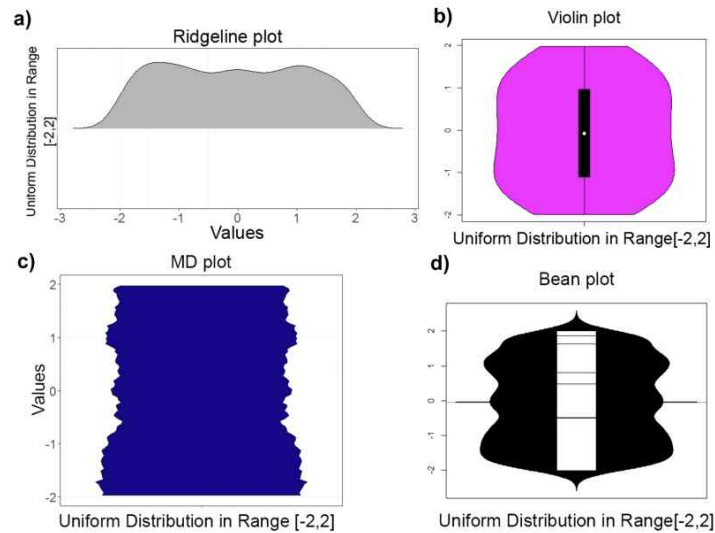 a)
Ridgeline plot
Uniform Distribution in Range
[-2,2]
-3 -2 -1 0 1 2 3
Values
b)
Violin plot
2
1
0
-1
-2
Uniform Distribution in Range[-2,2]
c)
MD plot
Values
2
1
0
-1
-2
Uniform Distribution in Range [-2,2]
d)
Bean plot
2
1
0
-1
-2
Uniform Distribution in Range[-2,2]